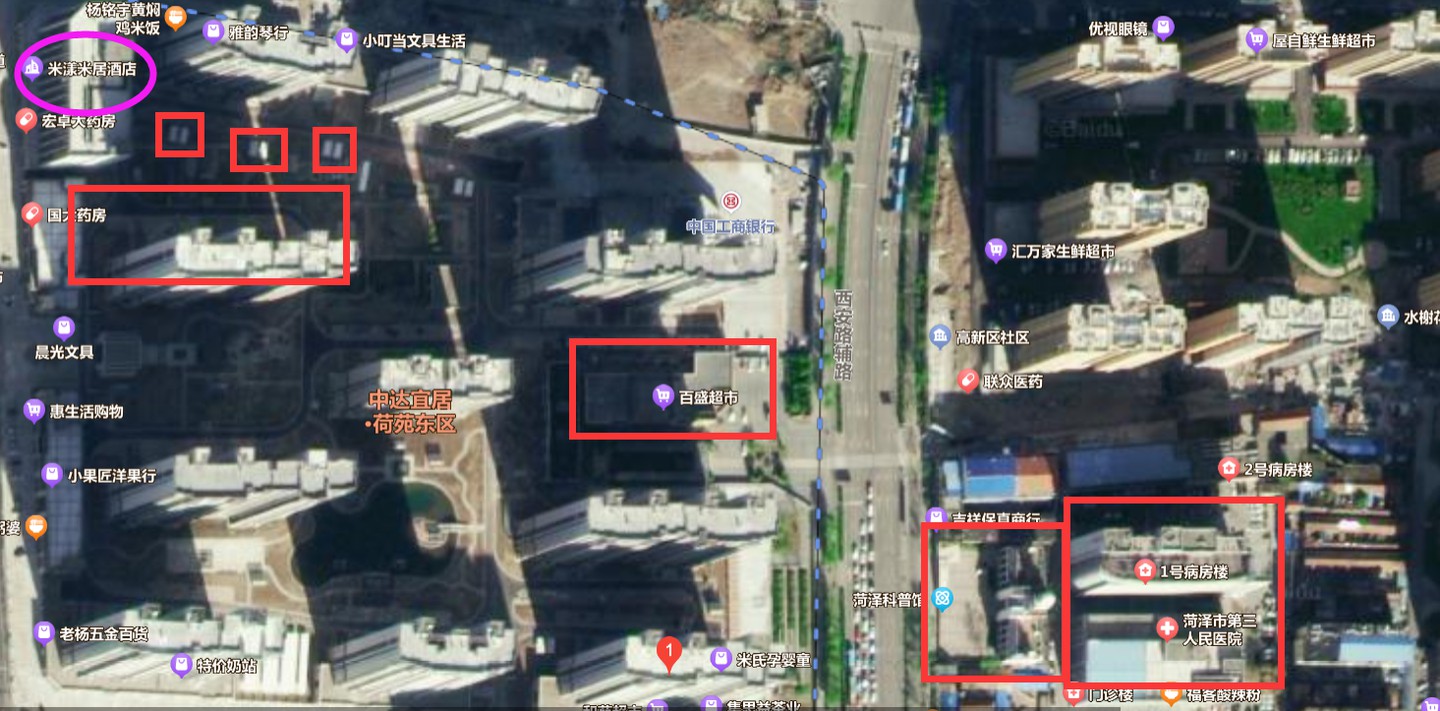 杨铭宇黄焖
鸡米饭
雅韵琴行
小叮当文具生活
优视眼镜
屋自鲜生鲜超市
米漾米居酒店
宏卓大药房
国大药房
中国工商银行
汇万家生鲜超市
西安路辅路
晨光文具
高新区社区
水榭花
联众医药
惠生活购物
中达宜居
·荷苑东区
百盛超市
小果匠洋果行
2号病房楼
吉祥保真商行
1号病房楼
菏泽科普馆
菏泽市第三
人民医院
老杨五金百货
特价奶站
1
米氏孕婴童
门诊楼
福客酸辣粉